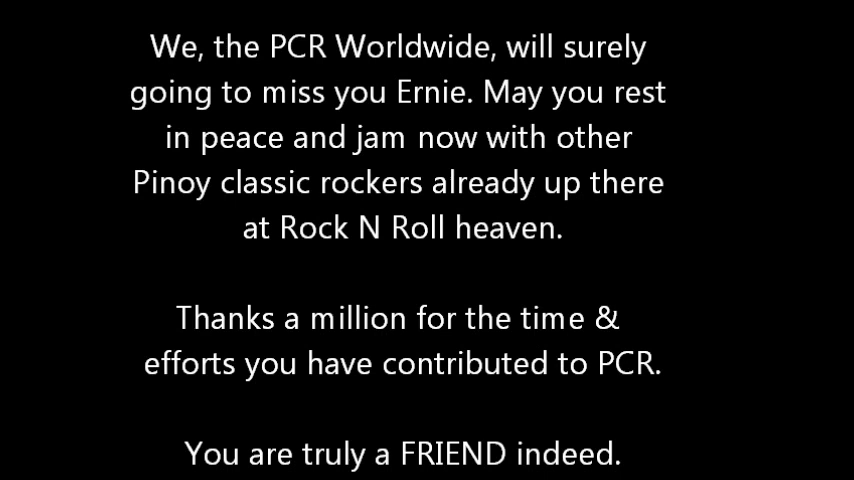 We, the PCR Worldwide, will surely
going to miss you Ernie. May you rest
in peace and jam now with other
Pinoy classic rockers already up there
at Rock N Roll heaven.
Thanks a million for the time &
efforts you have contributed to PCR.
You are truly a FRIEND indeed.